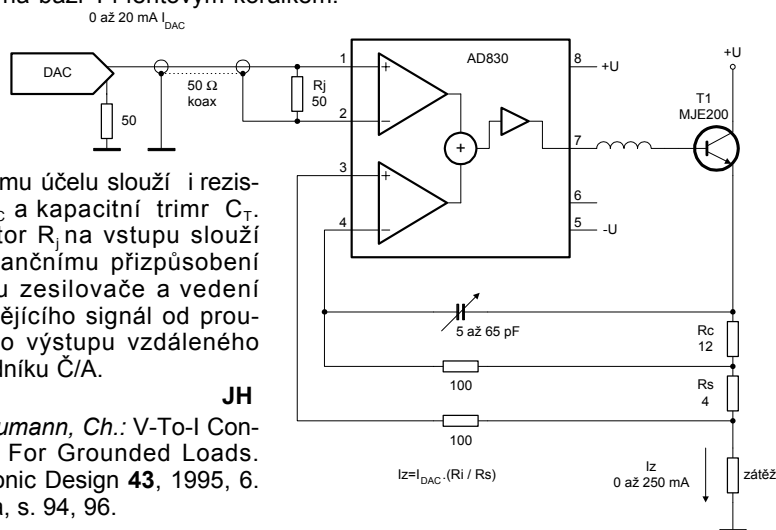 na bázi T1 feritovým korálkem.
0 až 20 mA I_DAC
DAC
50
50 Ω
koax
Rj
50
1
2
3
4
AD830
8
+U
7
6
5
-U
+U
T1
MJE200
5 až 65 pF
100
100
Rc
12
Rs
4
Iz=I_DAC.(Ri / Rs)
Iz
0 až 250 mA
zátěž
mu účelu slouží i rezis-
C a kapacitní trimr C_T.
tor R_j na vstupu slouží
ančnímu přizpůsobení
u zesilovače a vedení
ějícího signál od prou-
o výstupu vzdáleného
dníku Č/A.
JH
umann, Ch.: V-To-I Con-
For Grounded Loads.
onic Design 43, 1995, 6.
a, s. 94, 96.